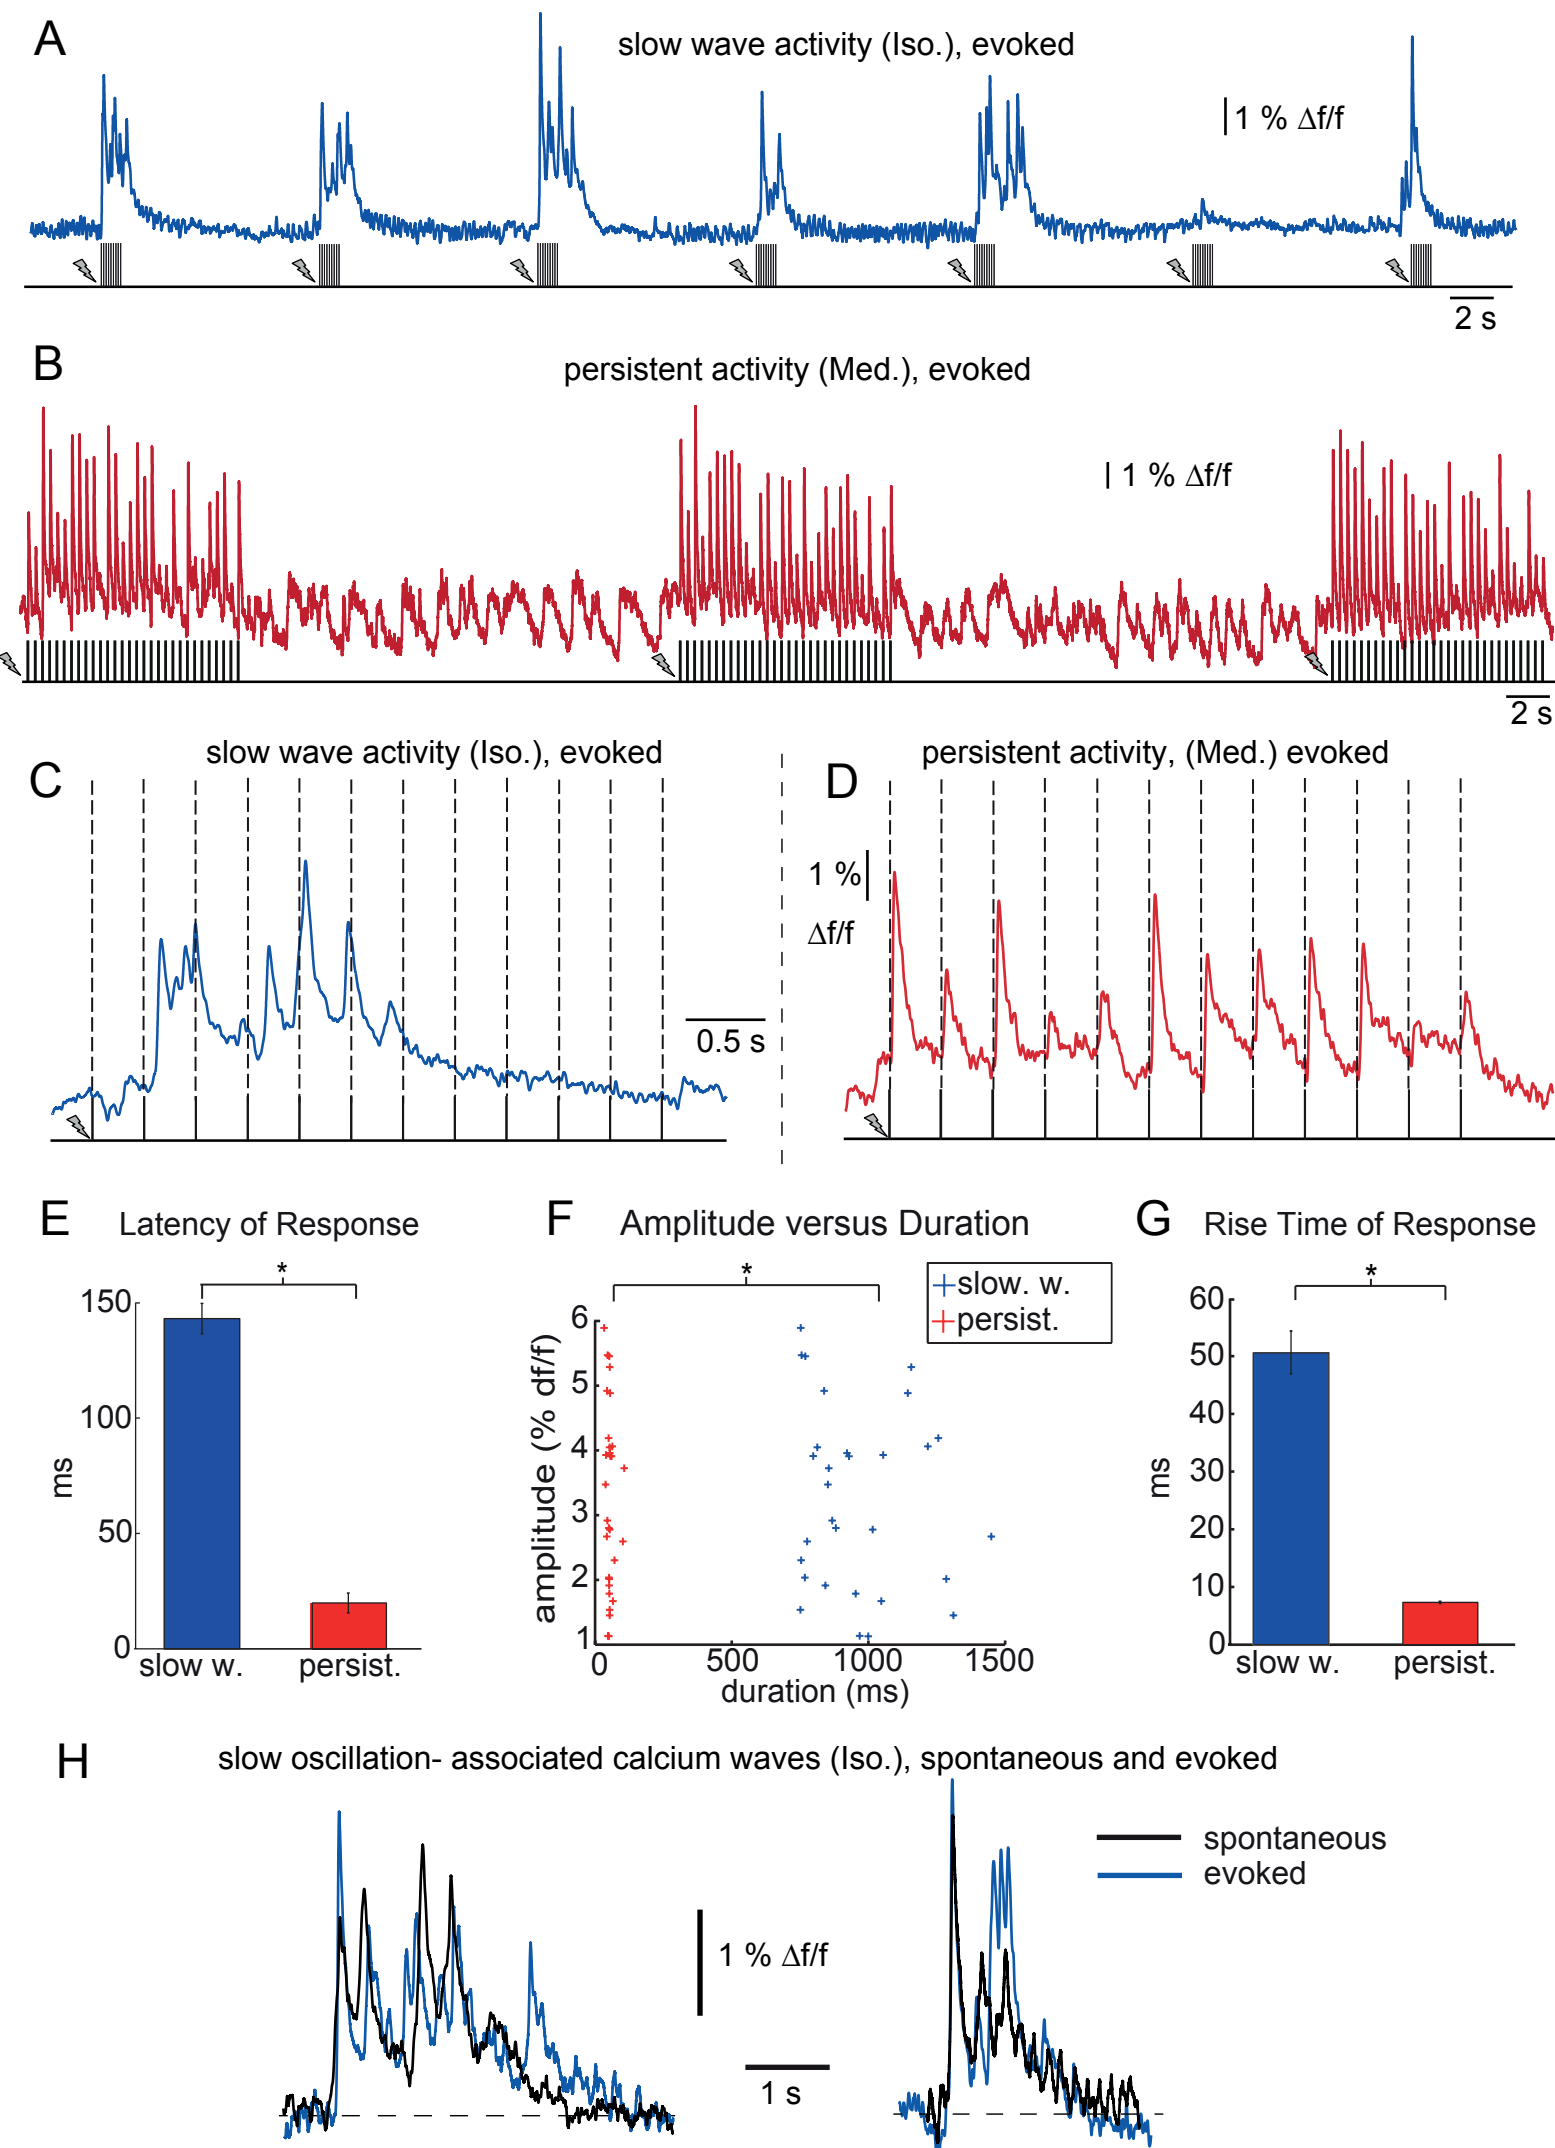 A
slow wave activity (Iso.), evoked
1 % Δf/f
2 s
B
persistent activity (Med.), evoked
1 % Δf/f
2 s
C
slow wave activity (Iso.), evoked
0.5 s
D
persistent activity, (Med.) evoked
1 %
Δf/f
E
Latency of Response
*
150
100
50
0
ms
slow w.
persist.
F
Amplitude versus Duration
*
slow. w.
persist.
6
5
4
3
2
1
amplitude (% df/f)
0
500
1000
1500
duration (ms)
G
Rise Time of Response
*
60
50
40
30
20
10
0
ms
slow w.
persist.
H
slow oscillation- associated calcium waves (Iso.), spontaneous and evoked
spontaneous
evoked
1 % Δf/f
1 s